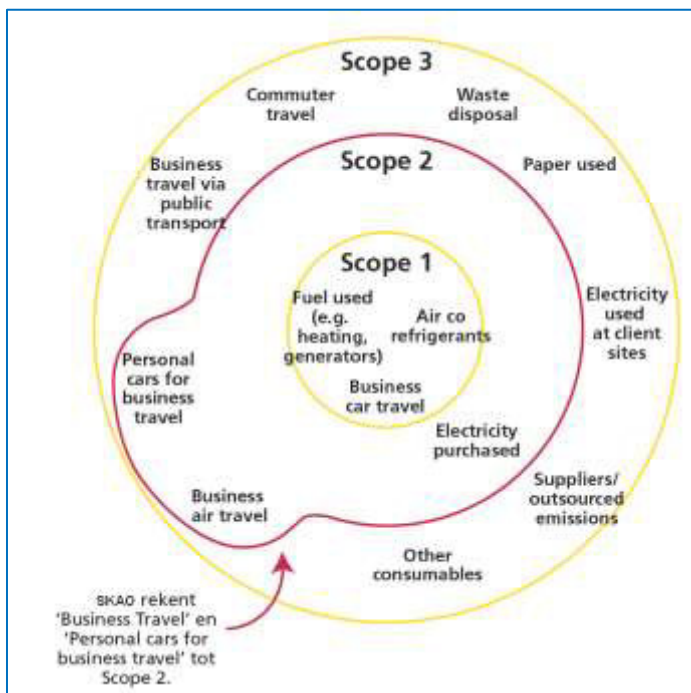 Scope 3
Commuter
travel
Waste
disposal
Business
travel via
public
transport
Scope 2
Paper used
Scope 1
Fuel used
(e.g.
heating,
generators)
Air co
refrigerants
Business
car travel
Electricity
used
at client
sites
Personal
cars for
business
travel
Electricity
purchased
Business
air travel
Suppliers/
outsourced
emissions
Other
consumables
SKAO rekent
‘Business Travel’ en
‘Personal cars for
business travel’ tot
Scope 2.